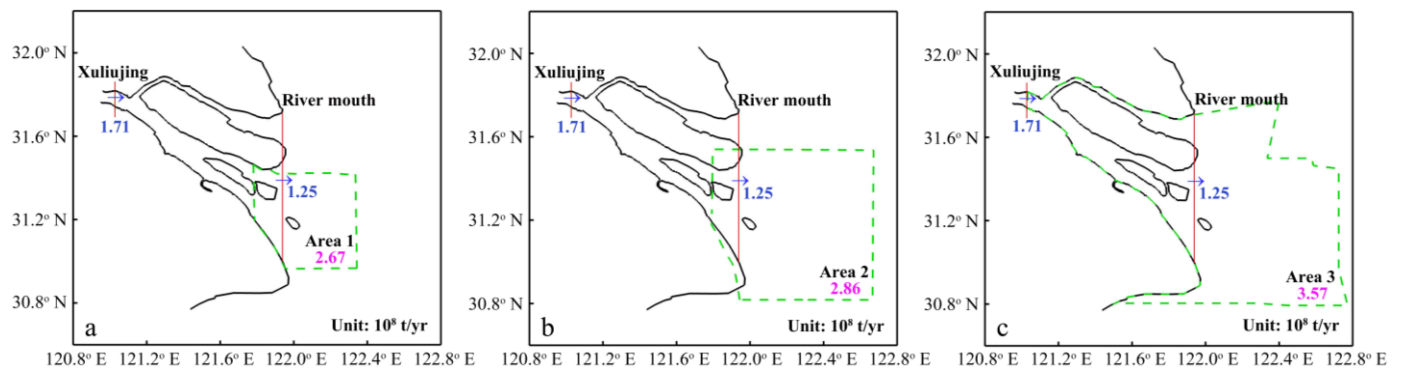 32.0° N
31.6° N
31.2° N
30.8° N
Xuliujing
1.71
River mouth
1.25
Area 1
2.67
a
Unit: 10⁸ t/yr
120.8° E 121.2° E 121.6° E 122.0° E 122.4° E 122.8° E
32.0° N
31.6° N
31.2° N
30.8° N
Xuliujing
1.71
River mouth
1.25
Area 2
2.86
b
Unit: 10⁸ t/yr
120.8° E 121.2° E 121.6° E 122.0° E 122.4° E 122.8° E
32.0° N
31.6° N
31.2° N
30.8° N
Xuliujing
1.71
River mouth
1.25
Area 3
3.57
c
Unit: 10⁸ t/yr
120.8° E 121.2° E 121.6° E 122.0° E 122.4° E 122.8° E